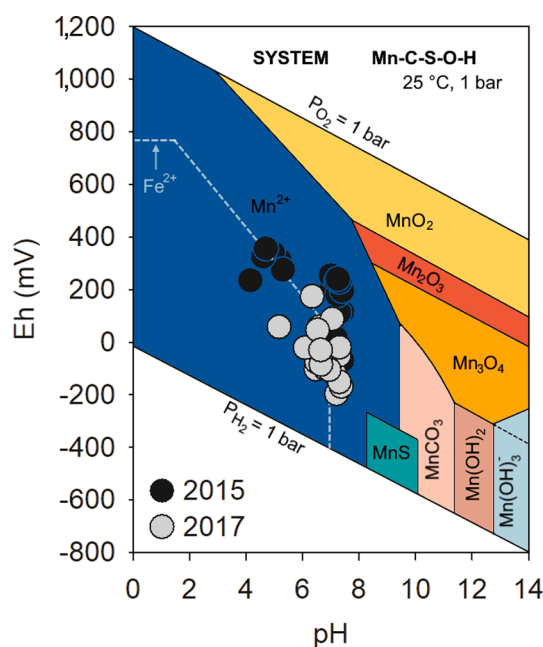 SYSTEM Mn-C-S-O-H
25 °C, 1 bar
P_O2 = 1 bar
Fe²⁺
Mn²⁺
MnO₂
Mn₂O₃
Mn₃O₄
P_H2 = 1 bar
MnS
MnCO₃
Mn(OH)₂
Mn(OH)₃⁻
2015
2017
Eh (mV)
1,200
1,000
800
600
400
200
0
-200
-400
-600
-800
0 2 4 6 8 10 12 14
pH